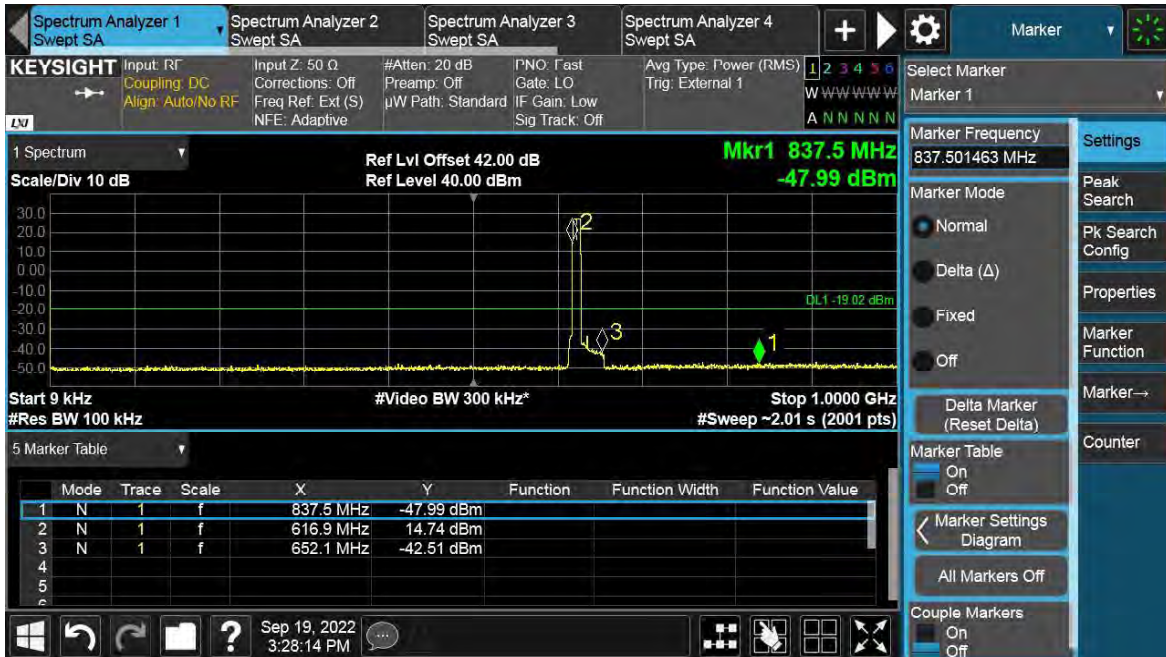 Spectrum Analyzer 1
Swept SA
Spectrum Analyzer 2
Swept SA
Spectrum Analyzer 3
Swept SA
Spectrum Analyzer 4
Swept SA
+
Marker
KEYSIGHT
LXI
Input: RF
Coupling: DC
Align: Auto/No RF
Input Z: 50 Ω
Corrections: Off
Freq Ref: Ext (S)
NFE: Adaptive
#Atten: 20 dB
Preamp: Off
µW Path: Standard
PNO: Fast
Gate: LO
IF Gain: Low
Sig Track: Off
Avg Type: Power (RMS)
Trig: External 1
1 2 3 4 5 6
W W W W W W
A N N N N N
Select Marker
Marker 1
1 Spectrum
Scale/Div 10 dB
Ref Lvl Offset 42.00 dB
Ref Level 40.00 dBm
Mkr1 837.5 MHz
-47.99 dBm
30.0
20.0
10.0
0.00
-10.0
-20.0
-30.0
-40.0
-50.0
2
3
1
DL1 -19.02 dBm
Start 9 kHz
#Res BW 100 kHz
#Video BW 300 kHz*
Stop 1.0000 GHz
#Sweep ~2.01 s (2001 pts)
5 Marker Table
Mode Trace Scale X Y Function Function Width Function Value
1 N 1 f 837.5 MHz -47.99 dBm
2 N 1 f 616.9 MHz 14.74 dBm
3 N 1 f 652.1 MHz -42.51 dBm
4
5
Marker Frequency
837.501463 MHz
Marker Mode
Normal
Delta (Δ)
Fixed
Off
Delta Marker
(Reset Delta)
Marker Table
On
Off
Marker Settings
Diagram
All Markers Off
Couple Markers
On
Off
Settings
Peak
Search
Pk Search
Config
Properties
Marker
Function
Marker→
Counter
?
Sep 19, 2022
3:28:14 PM